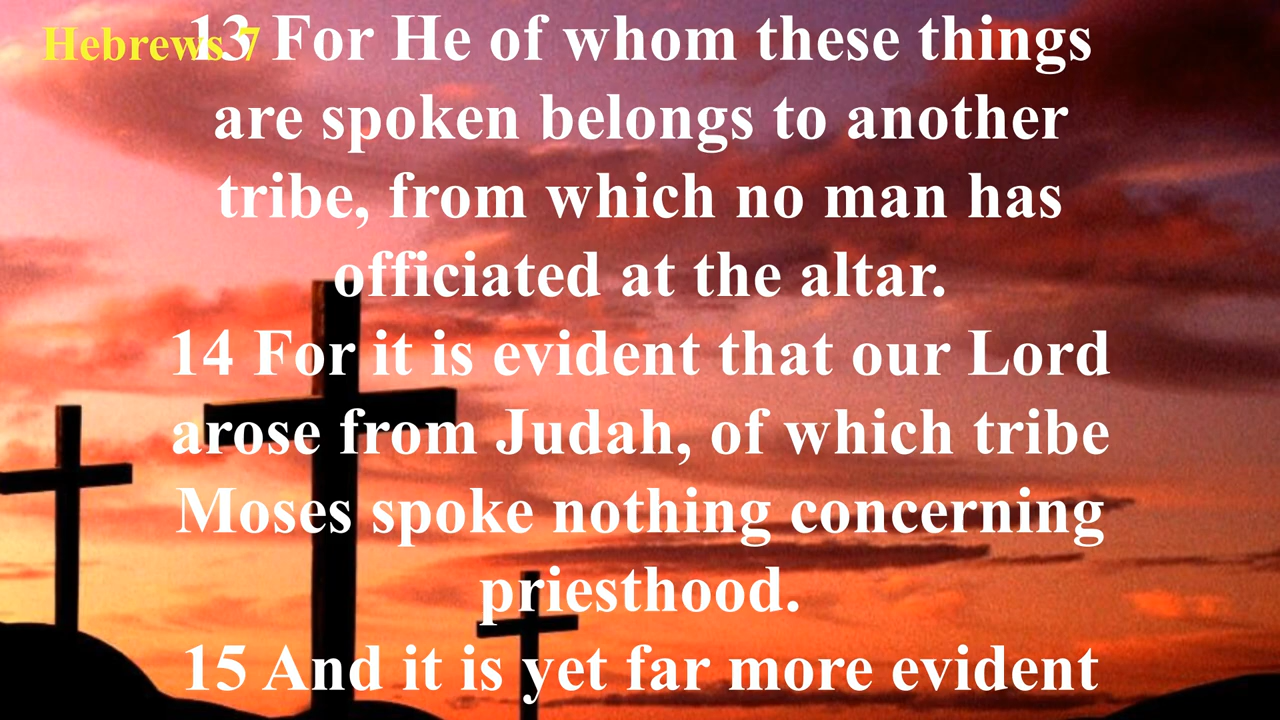 Hebrews 7
13 For He of whom these things
are spoken belongs to another
tribe, from which no man has
officiated at the altar.
14 For it is evident that our Lord
arose from Judah, of which tribe
Moses spoke nothing concerning
priesthood.
15 And it is yet far more evident